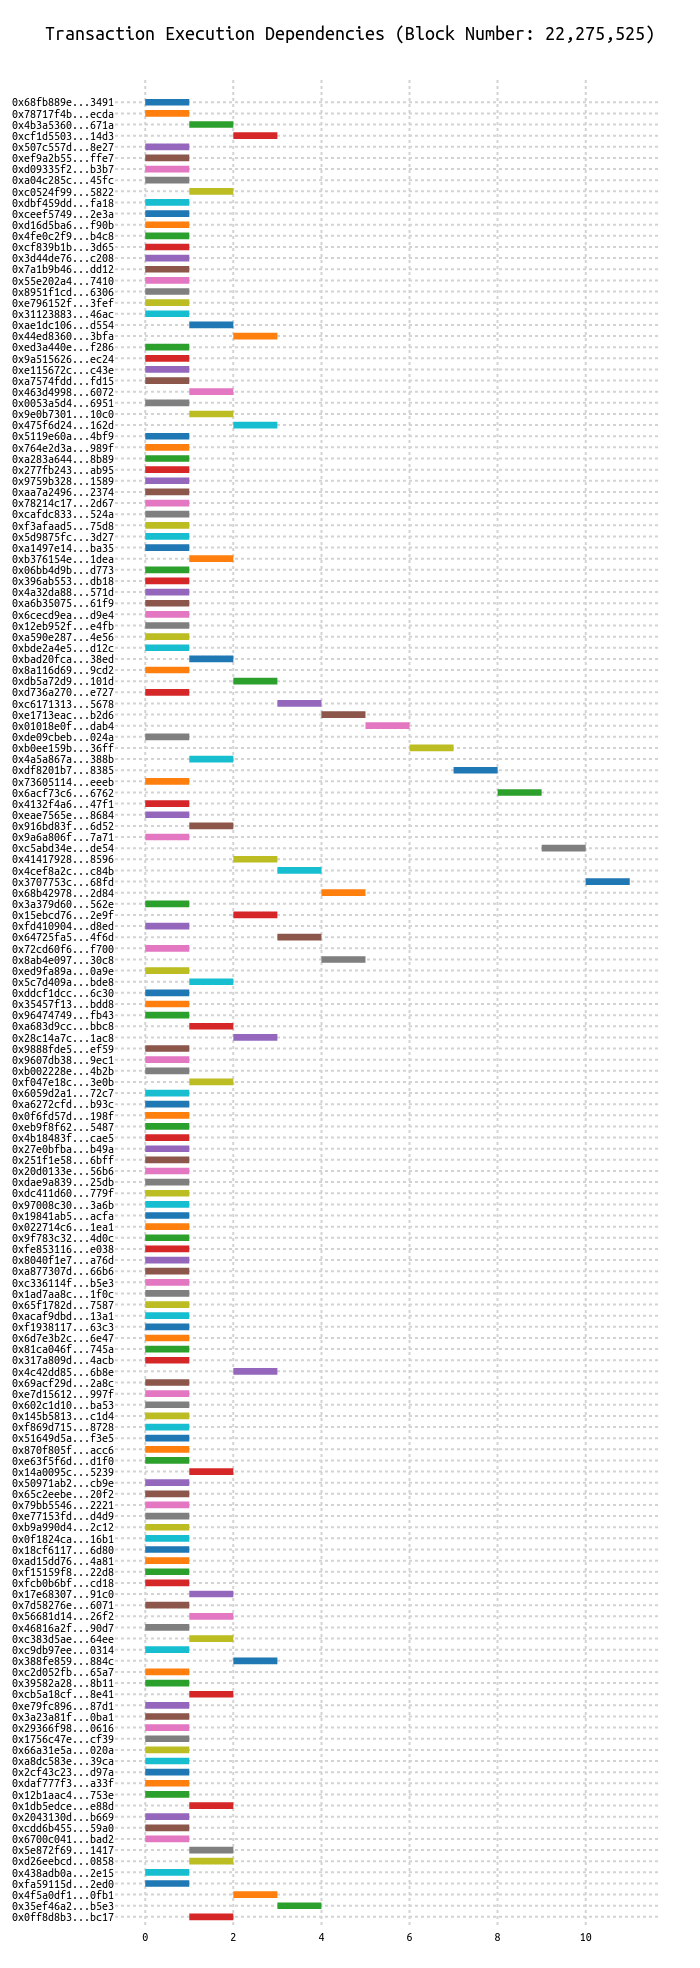 Transaction Execution Dependencies (Block Number: 22,275,525)
0x68fb889e...3491
0x78717f4b...ecda
0x4b3a5360...671a
0xcf1d5503...14d3
0x507c557d...8e27
0xef9a2b55...ffe7
0xd09335f2...b3b7
0xa04c285c...45fc
0xc0524f99...5822
0xdbf459dd...fa18
0xceef5749...2e3a
0xd16d5ba6...f90b
0x4fe0c2f9...b4c8
0xcf839b1b...3d65
0x3d44de76...c208
0x7a1b9b46...dd12
0x55e202a4...7410
0x8951f1cd...6306
0xe796152f...3fef
0x31123883...46ac
0xae1dc106...d554
0x44ed8360...3bfa
0xed3a440e...f286
0x9a515626...ec24
0xe115672c...c43e
0xa7574fdd...fd15
0x463d4998...6072
0x0053a5d4...6951
0x9e0b7301...10c0
0x475f6d24...162d
0x5119e60a...4bf9
0x764e2d3a...989f
0xa283a644...8b89
0x277fb243...ab95
0x9759b328...1589
0xaa7a2496...2374
0x78214c17...2d67
0xcafdc833...524a
0xf3afaad5...75d8
0x5d9875fc...3d27
0xa1497e14...ba35
0xb376154e...1dea
0x06bb4d9b...d773
0x396ab553...db18
0x4a32da88...571d
0xa6b35075...61f9
0x6cecd9ea...d9e4
0x12eb952f...e4fb
0xa590e287...4e56
0xbde2a4e5...d12c
0xbad20fca...38ed
0x8a116d69...9cd2
0xdb5a72d9...101d
0xd736a270...e727
0xc6171313...5678
0xe1713eac...b2d6
0x01018e0f...dab4
0xde09cbeb...024a
0xb0ee159b...36ff
0x4a5a867a...388b
0xdf8201b7...8385
0x73605114...eeeb
0x6acf73c6...6762
0x4132f4a6...47f1
0xeae7565e...8684
0x916bd83f...6d52
0x9a6a806f...7a71
0xc5abd34e...de54
0x41417928...8596
0x4cef8a2c...c84b
0x3707753c...68fd
0x68b42978...2d84
0x3a379d60...562e
0x15ebcd76...2e9f
0xfd410904...d8ed
0x64725fa5...4f6d
0x72cd60f6...f700
0x8ab4e097...30c8
0xed9fa89a...0a9e
0x5c7d409a...bde8
0xddcf1dcc...6c30
0x35457f13...bdd8
0x96474749...fb43
0xa683d9cc...bbc8
0x28c14a7c...1ac8
0x9888fde5...ef59
0x9607db38...9ec1
0xb002228e...4b2b
0xf047e18c...3e0b
0x6059d2a1...72c7
0xa6272cfd...b93c
0x0f6fd57d...198f
0xeb9f8f62...5487
0x4b18483f...cae5
0x27e0bfba...b49a
0x251f1e58...6bff
0x20d0133e...56b6
0xdae9a839...25db
0xdc411d60...779f
0x97008c30...3a6b
0x19841ab5...acfa
0x022714c6...1ea1
0x9f783c32...4d0c
0xfe853116...e038
0x8040f1e7...a76d
0xa877307d...66b6
0xc336114f...b5e3
0x1ad7aa8c...1f0c
0x65f1782d...7587
0xacaf9dbd...13a1
0xf1938117...63c3
0x6d7e3b2c...6e47
0x81ca046f...745a
0x317a809d...4acb
0x4c42dd85...6b8e
0x69acf29d...2a8c
0xe7d15612...997f
0x602c1d10...ba53
0x145b5813...c1d4
0xf869d715...8728
0x51649d5a...f3e5
0x870f805f...acc6
0xe63f5f6d...d1f0
0x14a0095c...5239
0x50971ab2...cb9e
0x65c2eebe...20f2
0x79bb5546...2221
0xe77153fd...d4d9
0xb9a990d4...2c12
0x0f1824ca...16b1
0x18cf6117...6d80
0xad15dd76...4a81
0xf15159f8...22d8
0xfcb0b6bf...cd18
0x17e68307...91c0
0x7d58276e...6071
0x56681d14...26f2
0x46816a2f...90d7
0xc383d5ae...64ee
0xc9db97ee...0314
0x388fe859...884c
0xc2d052fb...65a7
0x39582a28...8b11
0xcb5a18cf...8e41
0xe79fc896...87d1
0x3a23a81f...0ba1
0x29366f98...0616
0x1756c47e...cf39
0x66a31e5a...020a
0xa8dc583e...39ca
0x2cf43c23...d97a
0xdaf777f3...a33f
0x12b1aac4...753e
0x1db5edce...e88d
0x2043130d...b669
0xcdd6b455...59a0
0x6700c041...bad2
0x5e872f69...1417
0xd26eebcd...0858
0x438adb0a...2e15
0xfa59115d...2ed0
0x4f5a0df1...0fb1
0x35ef46a2...b5e3
0x0ff8d8b3...bc17
0 2 4 6 8 10